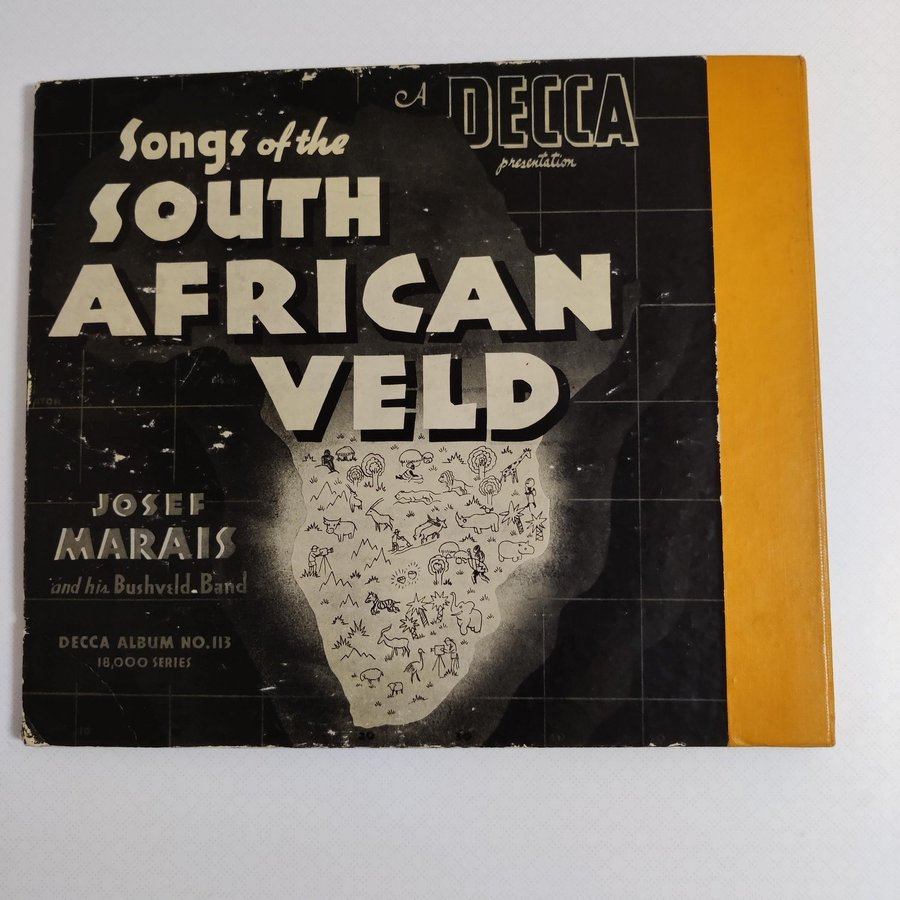 A DECCA
presentation
Songs of the
SOUTH
AFRICAN
VELD
JOSEF
MARAIS
and his Bushveld Band
DECCA ALBUM NO. 113
18,000 SERIES
20